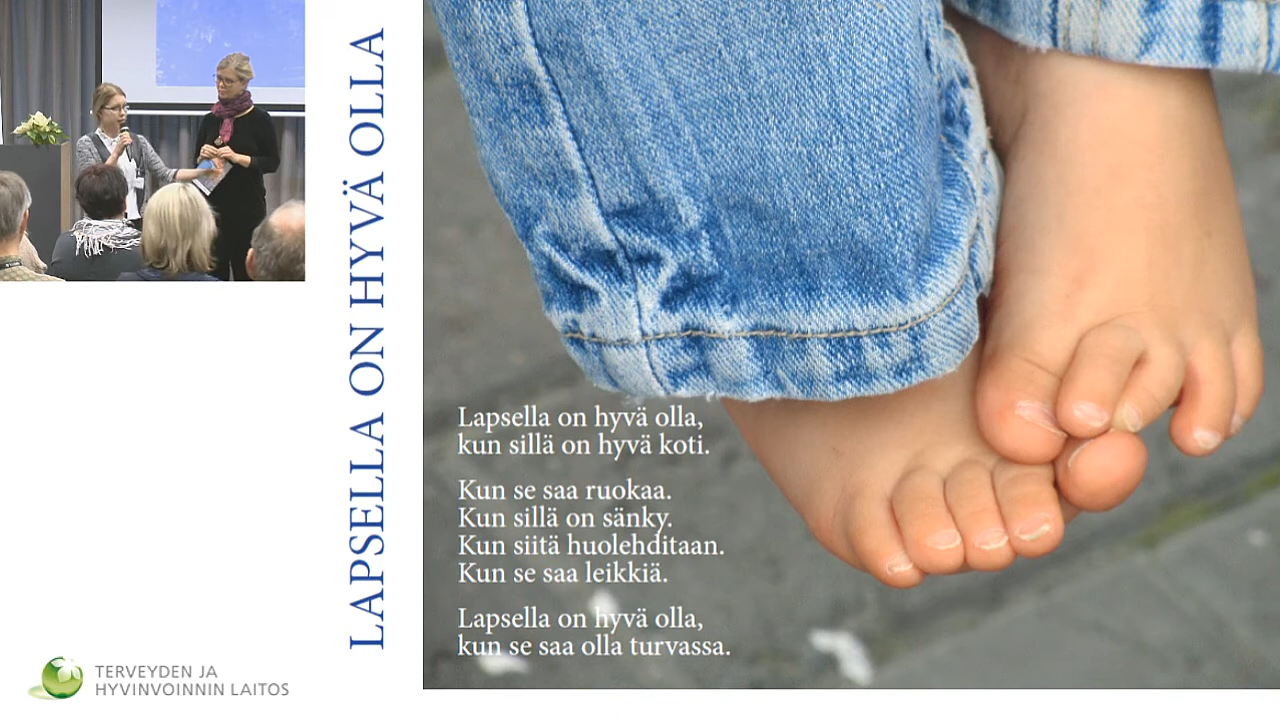 LAPSELLA ON HYVÄ OLLA
Lapsella on hyvä olla,
kun sillä on hyvä koti.
Kun se saa ruokaa.
Kun sillä on sänky.
Kun siitä huolehditaan.
Kun se saa leikkiä.
Lapsella on hyvä olla,
kun se saa olla turvassa.
TERVEYDEN JA
HYVINVOINNIN LAITOS